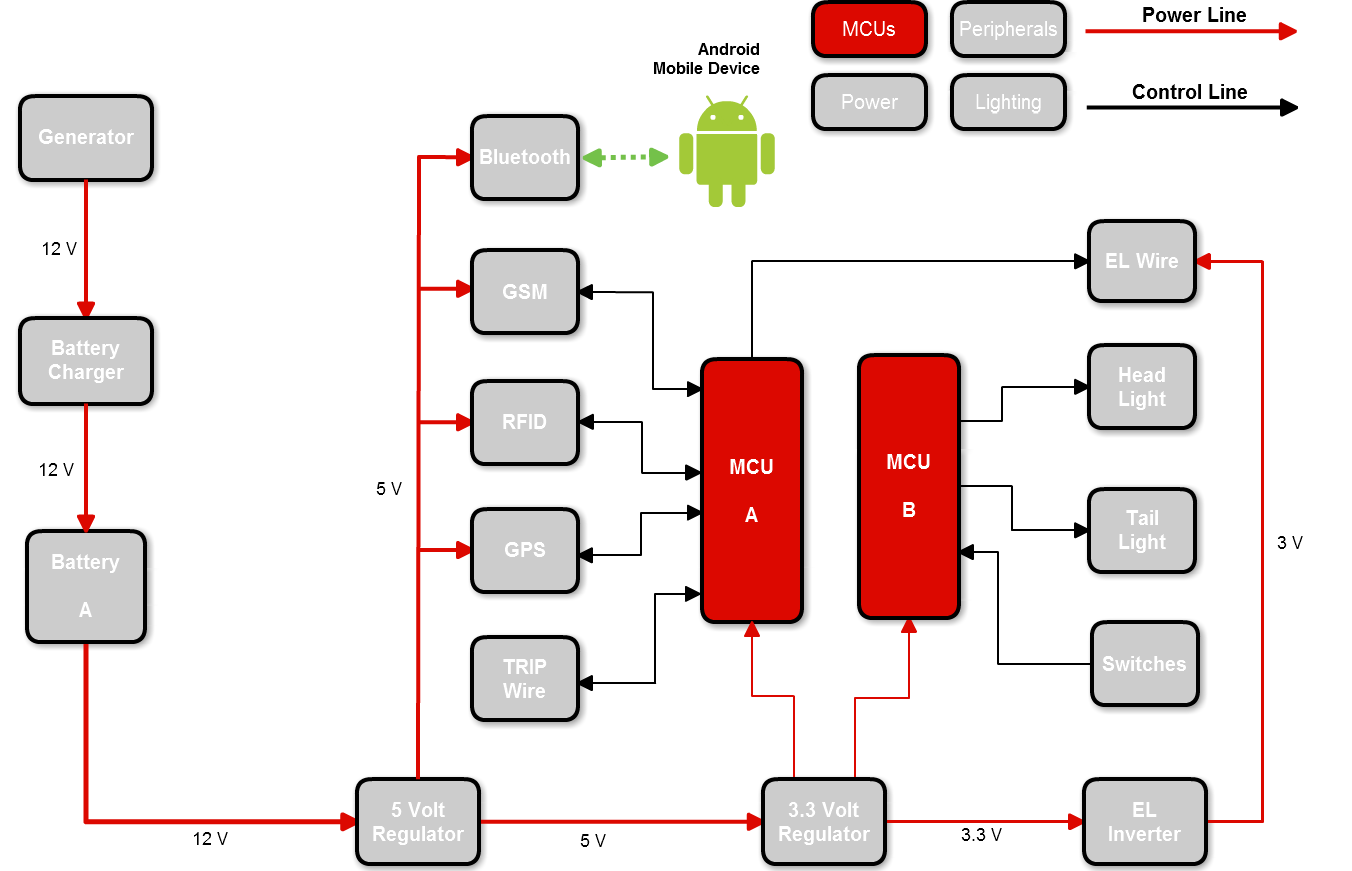 Power Line
MCUs
Peripherals
Android
Mobile Device
Control Line
Power
Lighting
Generator
Bluetooth
12 V
EL Wire
GSM
Battery
Charger
Head
Light
RFID
MCU
A
MCU
B
12 V
5 V
Tail
Light
3 V
GPS
Battery
A
TRIP
Wire
Switches
5 Volt
Regulator
3.3 Volt
Regulator
EL
Inverter
12 V
5 V
3.3 V